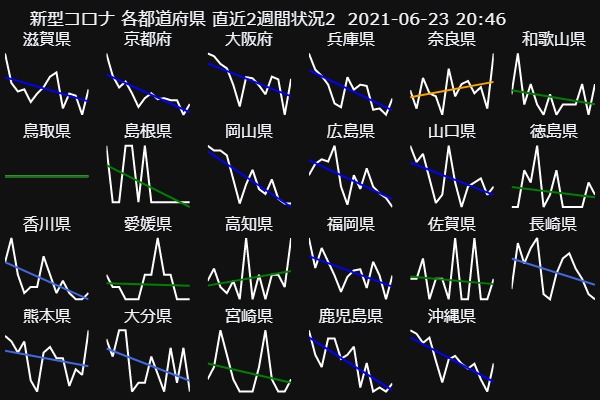 新型コロナ 各都道府県 直近2週間状況2 2021-06-23 20:46
滋賀県 京都府 大阪府 兵庫県 奈良県 和歌山県
鳥取県 島根県 岡山県 広島県 山口県 徳島県
香川県 愛媛県 高知県 福岡県 佐賀県 長崎県
熊本県 大分県 宮崎県 鹿児島県 沖縄県